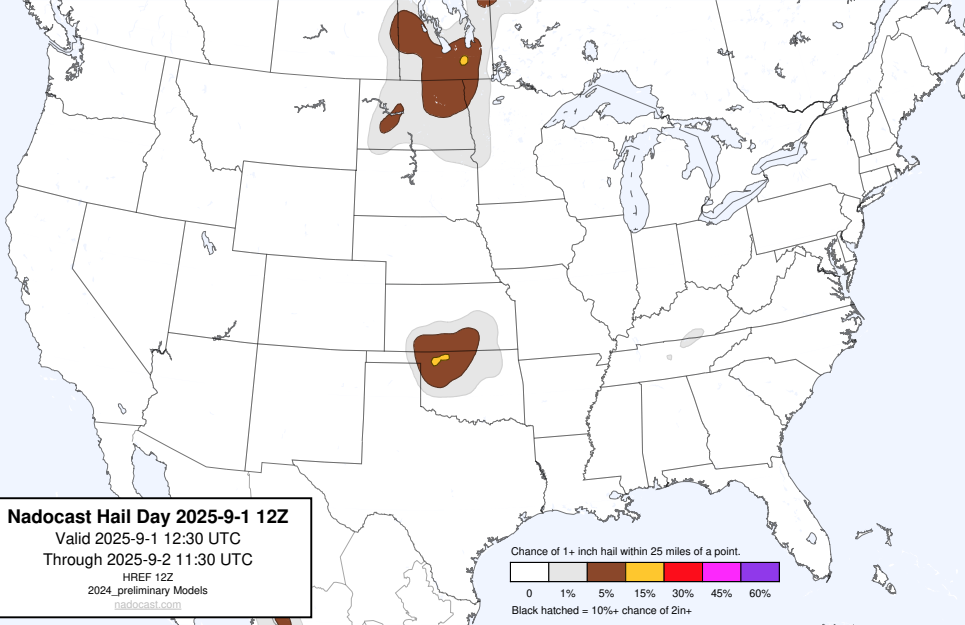 Nadocast Hail Day 2025-9-1 12Z
Valid 2025-9-1 12:30 UTC
Through 2025-9-2 11:30 UTC
HREF 12Z
2024_preliminary Models
nadocast.com
Chance of 1+ inch hail within 25 miles of a point.
0 1% 5% 15% 30% 45% 60%
Black hatched = 10%+ chance of 2in+